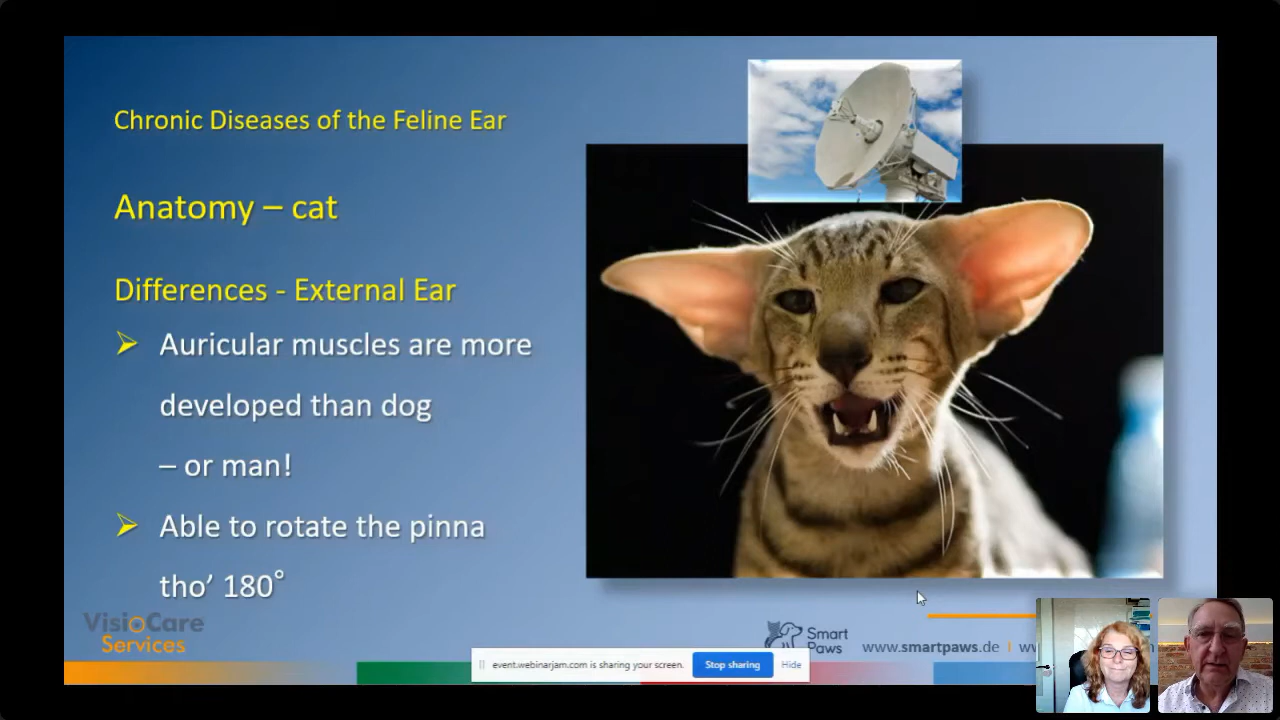 Chronic Diseases of the Feline Ear
Anatomy – cat
Differences - External Ear
Auricular muscles are more
developed than dog
– or man!
Able to rotate the pinna
tho’ 180°
VisioCare
Services
Smart
Paws
www.smartpaws.de
event.webinarjam.com is sharing your screen.
Stop sharing
Hide